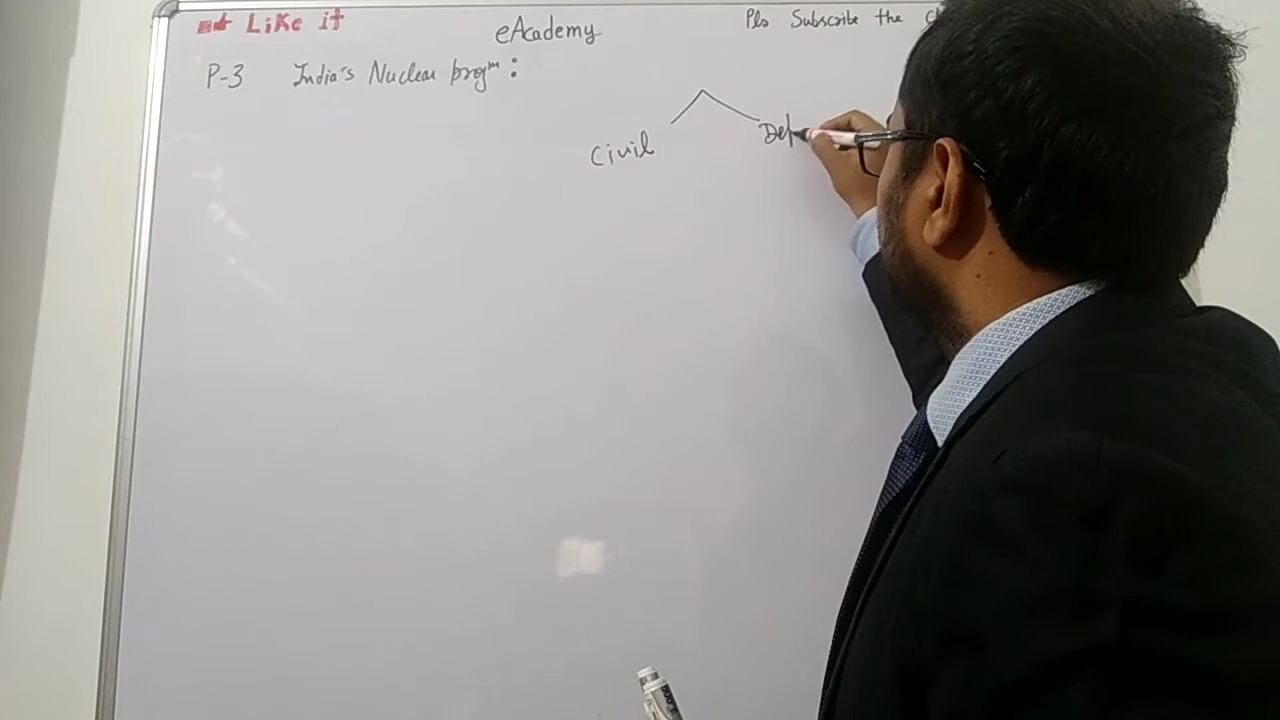 Like it
eAcademy
Pls Subscribe the
P-3 India's Nuclear progm :
Civil
Def